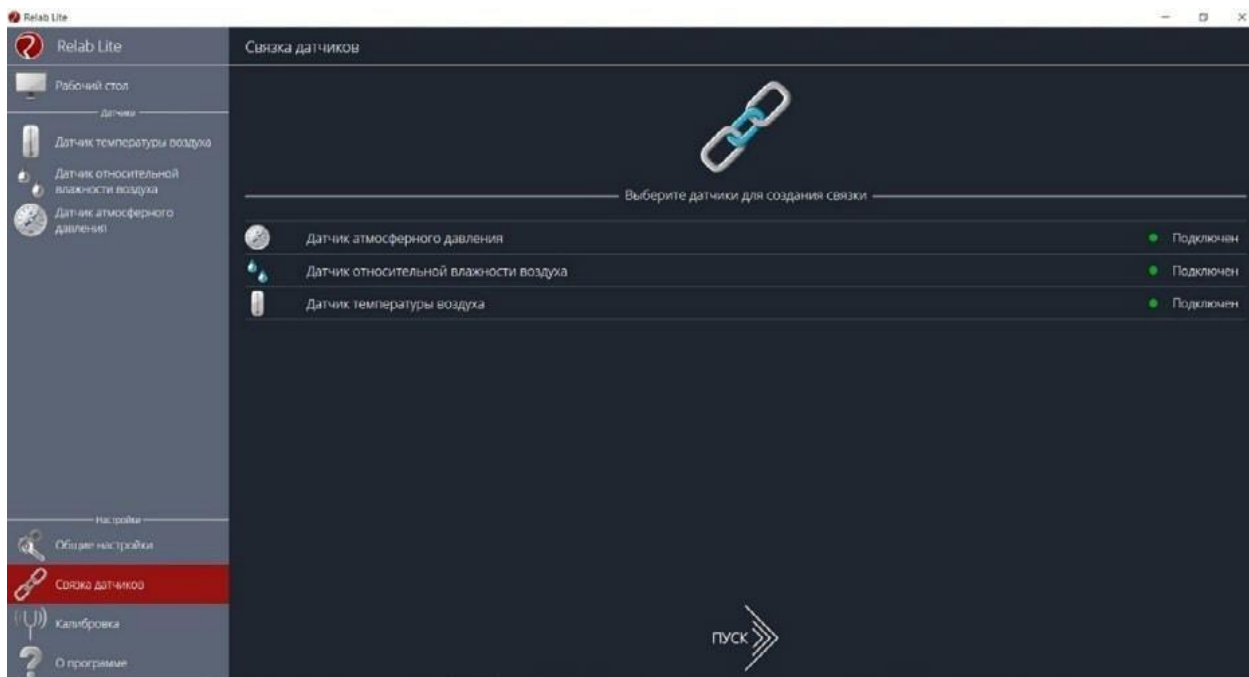 Relab Lite
Relab Lite
Рабочий стол
Датчики
Датчик температуры воздуха
Датчик относительной
влажности воздуха
Датчик атмосферного
давления
Настройки
Общие настройки
Связка датчиков
Калибровка
О программе
Связка датчиков
Выберите датчики для создания связки
Датчик атмосферного давления
Подключен
Датчик относительной влажности воздуха
Подключен
Датчик температуры воздуха
Подключен
ПУСК